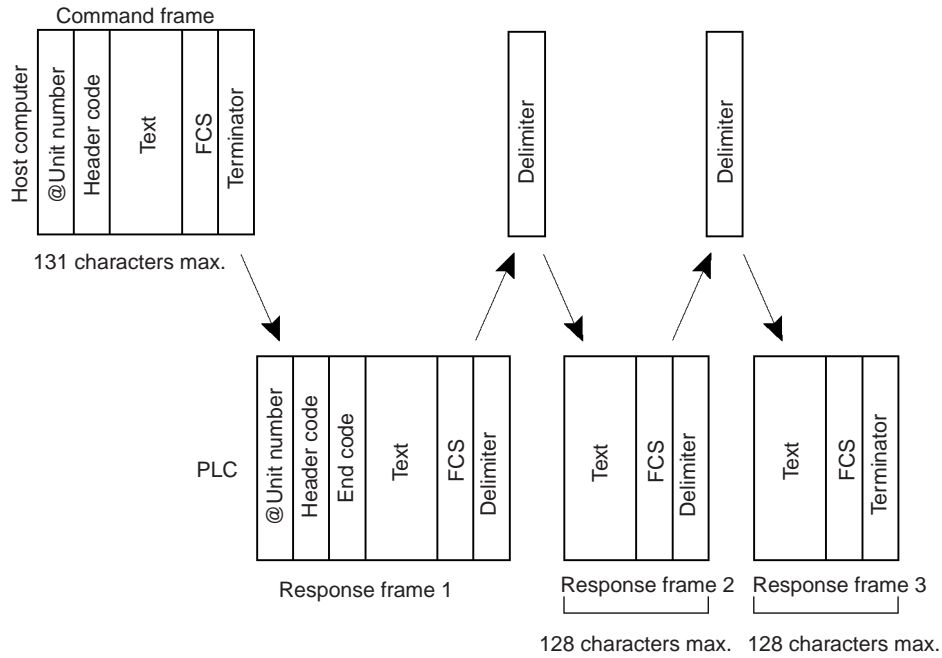 Command frame
Host computer
@Unit number
Header code
Text
FCS
Terminator
131 characters max.
Delimiter
Delimiter
PLC
@Unit number
Header code
End code
Text
FCS
Delimiter
Text
FCS
Delimiter
Text
FCS
Terminator
Response frame 1
Response frame 2
Response frame 3
128 characters max.
128 characters max.